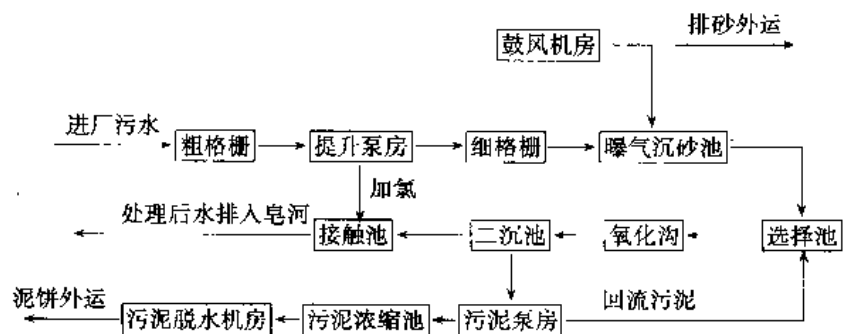 鼓风机房
排砂外运
进厂污水
粗格栅
提升泵房
细格栅
曝气沉砂池
加氯
处理后水排入皂河
接触池
二沉池
氧化沟
选择池
泥饼外运
污泥脱水机房
污泥浓缩池
污泥泵房
回流污泥